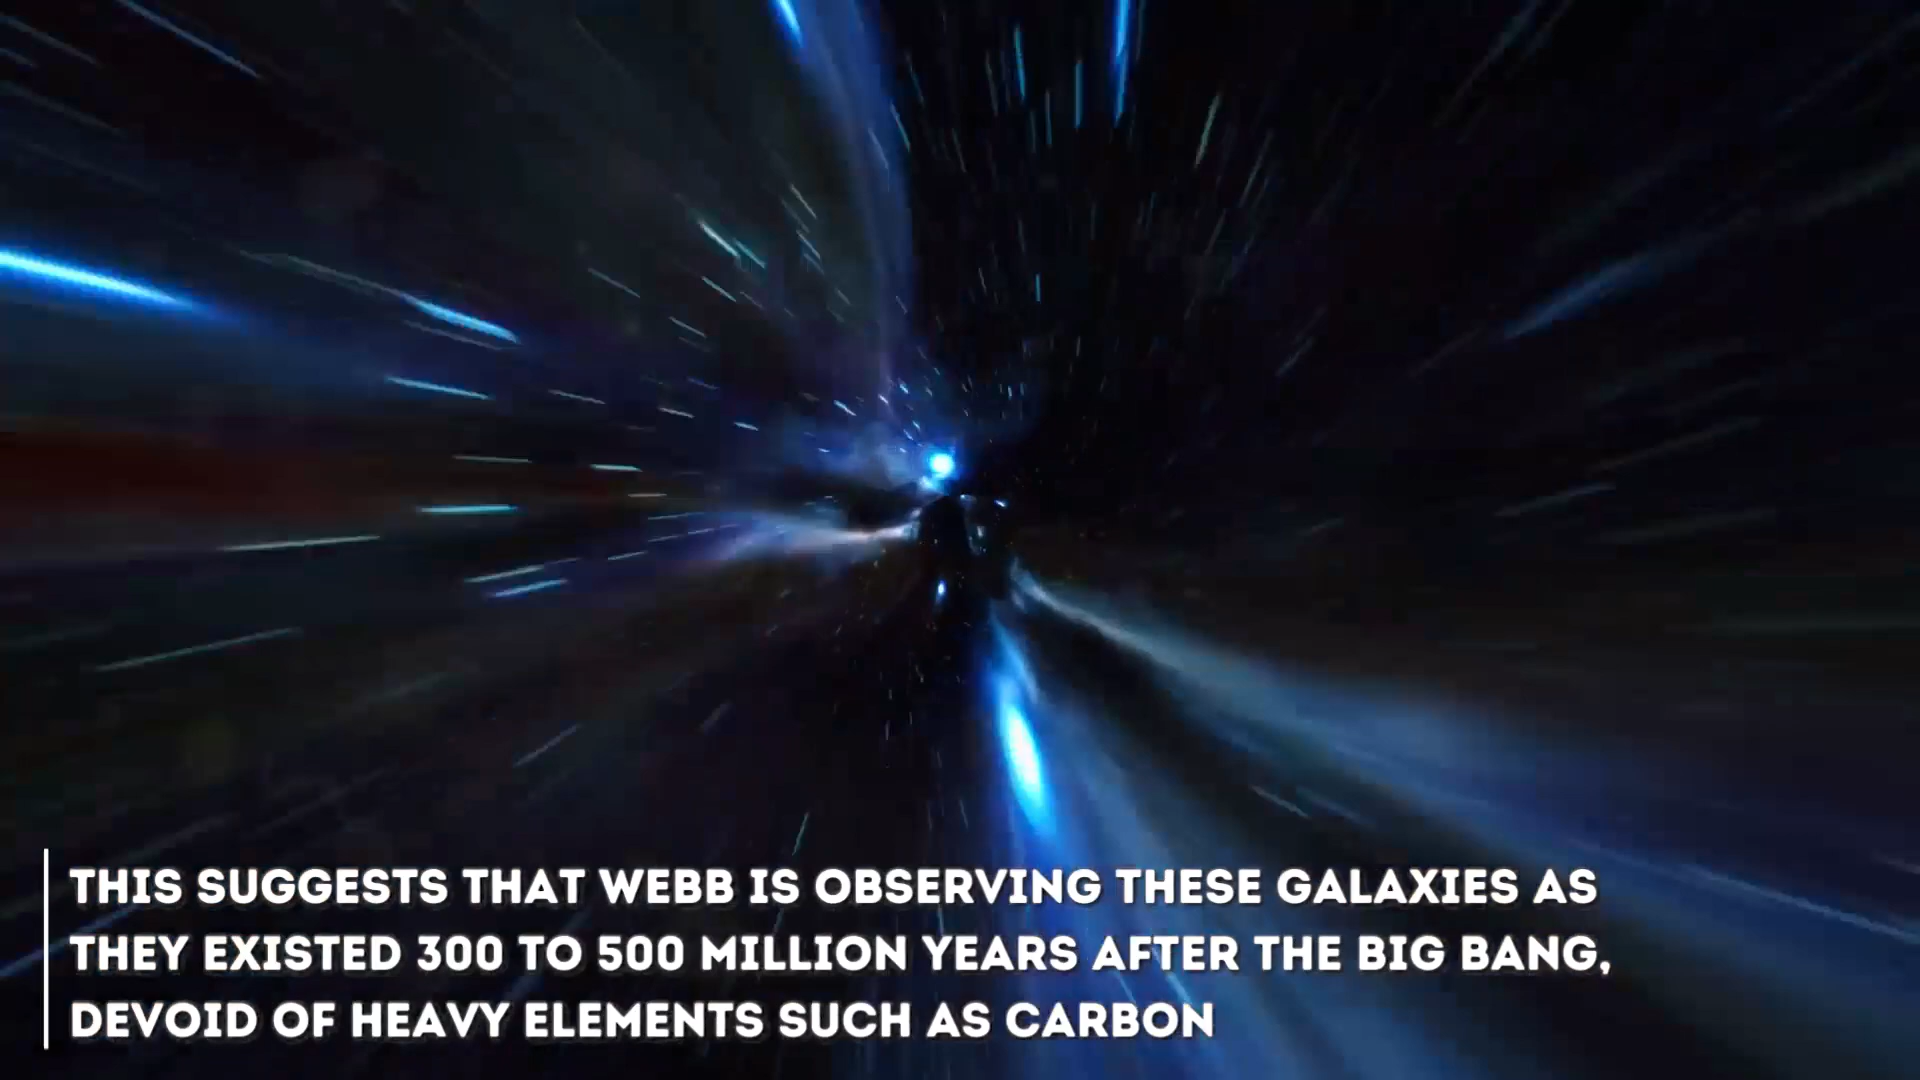 THIS SUGGESTS THAT WEBB IS OBSERVING THESE GALAXIES AS
THEY EXISTED 300 TO 500 MILLION YEARS AFTER THE BIG BANG,
DEVOID OF HEAVY ELEMENTS SUCH AS CARBON